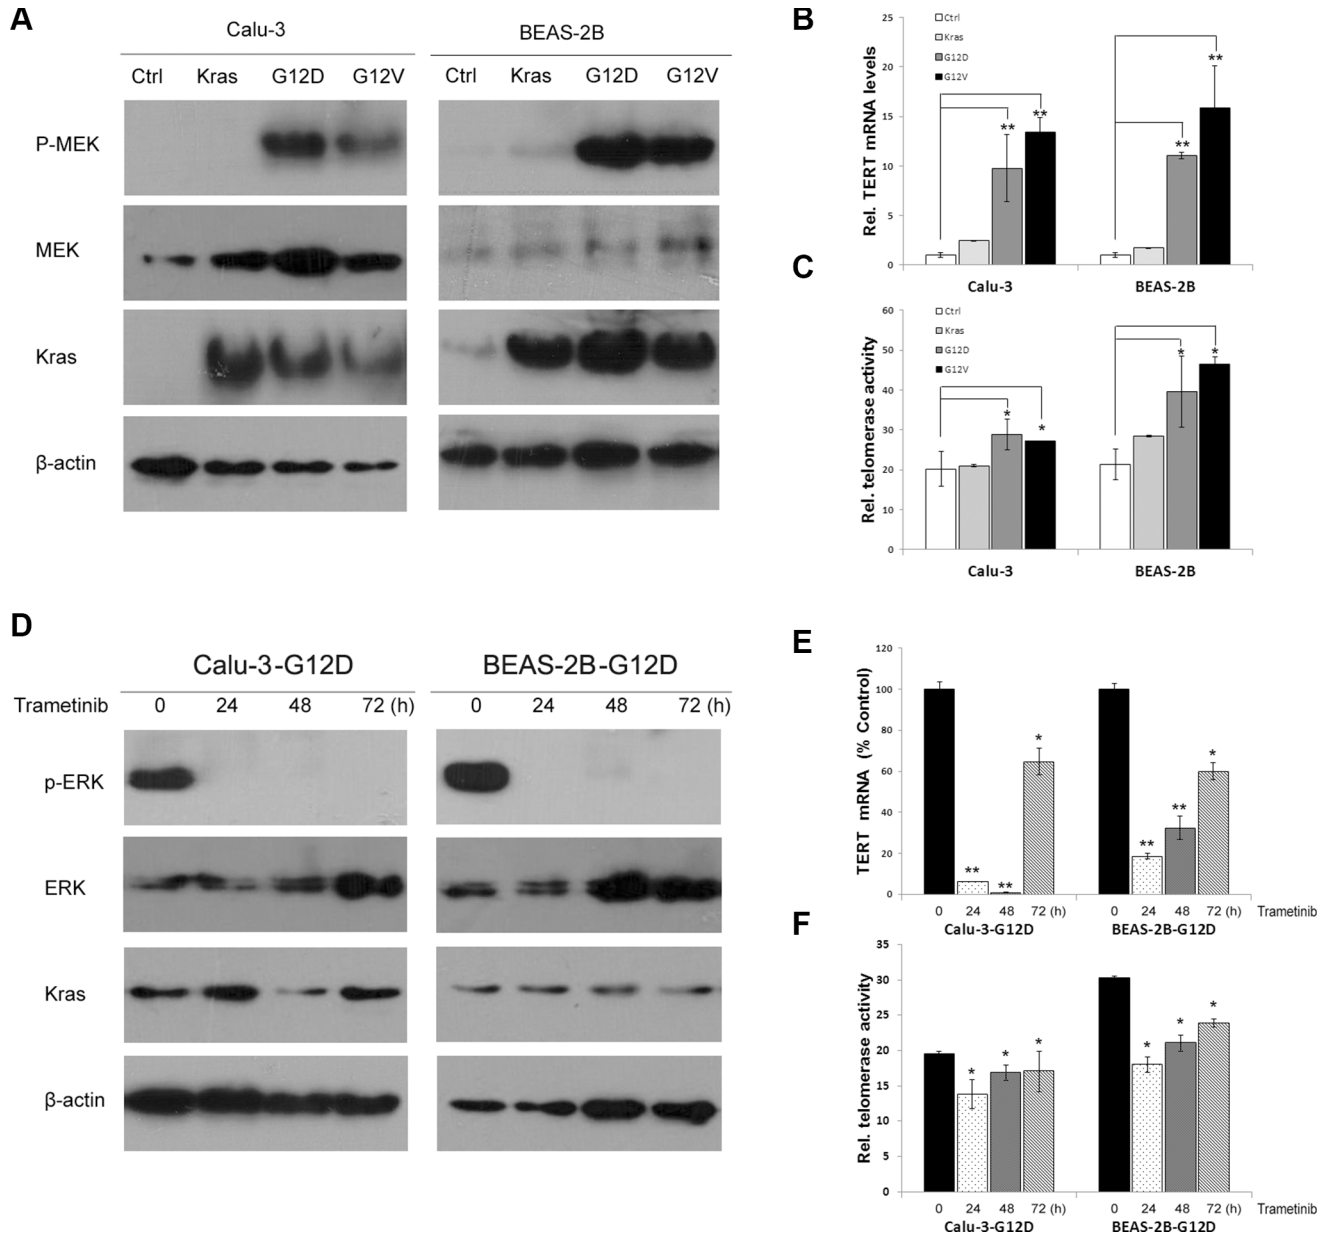 A
Calu-3
BEAS-2B
Ctrl Kras G12D G12V
Ctrl Kras G12D G12V
P-MEK
MEK
Kras
β-actin
B
Rel. TERT mRNA levels
25
20
15
10
5
0
Ctrl
Kras
G12D
G12V
** **
** **
Calu-3 BEAS-2B
C
Rel. telomerase activity
60
50
40
30
20
10
0
Ctrl
Kras
G12D
G12V
* *
* *
Calu-3 BEAS-2B
D
Calu-3-G12D
BEAS-2B-G12D
Trametinib 0 24 48 72 (h)
0 24 48 72 (h)
p-ERK
ERK
Kras
β-actin
E
TERT mRNA (% Control)
120
100
80
60
40
20
0
** ** *
** ** *
0 24 48 72 (h) 0 24 48 72 (h) Trametinib
Calu-3-G12D BEAS-2B-G12D
F
Rel. telomerase activity
35
30
25
20
15
10
5
0
* * *
* * *
0 24 48 72 (h) 0 24 48 72 (h) Trametinib
Calu-3-G12D BEAS-2B-G12D